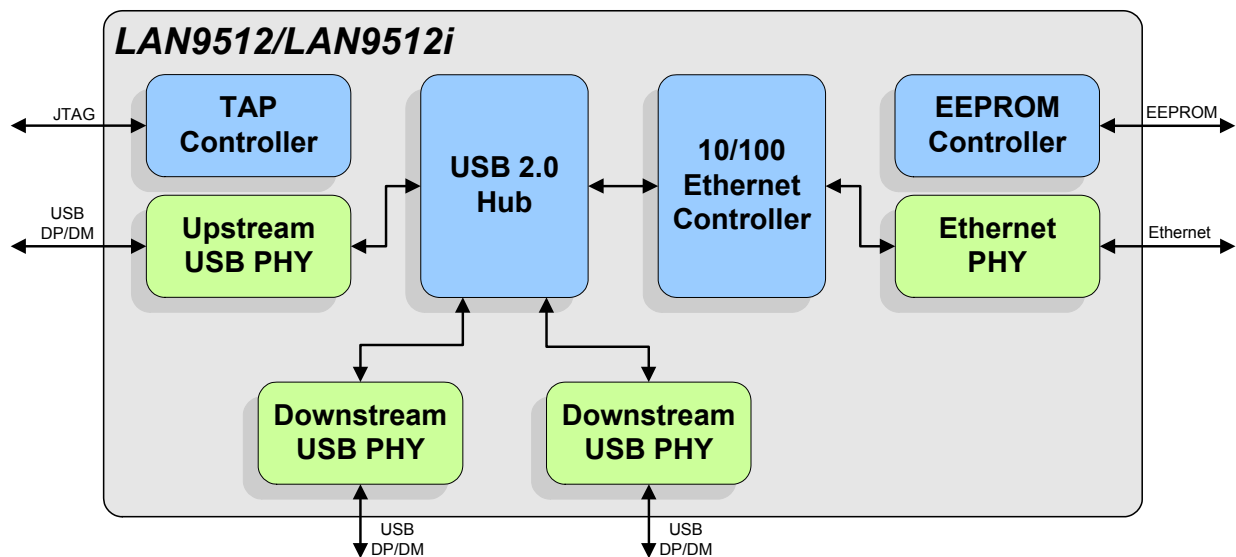 LAN9512/LAN9512i
TAP
Controller
JTAG
USB 2.0
Hub
10/100
Ethernet
Controller
EEPROM
Controller
EEPROM
USB
DP/DM
Upstream
USB PHY
Ethernet
PHY
Ethernet
Downstream
USB PHY
Downstream
USB PHY
USB
DP/DM
USB
DP/DM